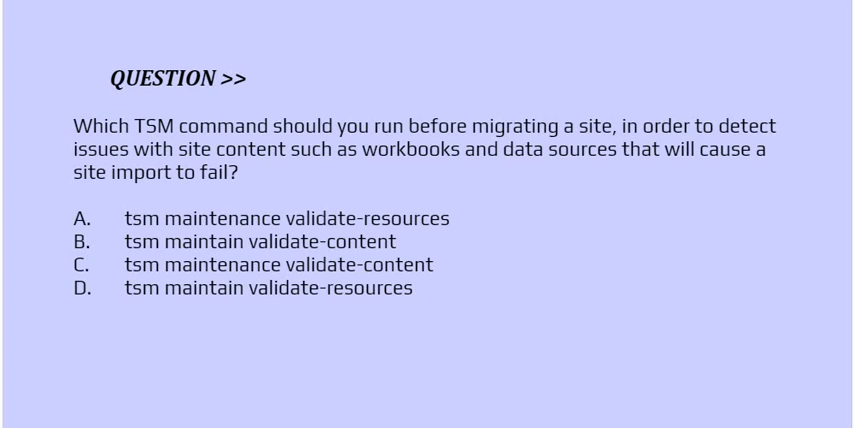 QUESTION >>
Which TSM command should you run before migrating a site, in order to detect
issues with site content such as workbooks and data sources that will cause a
site import to fail?
A. tsm maintenance validate-resources
B. tsm maintain validate-content
C. tsm maintenance validate-content
D. tsm maintain validate-resources